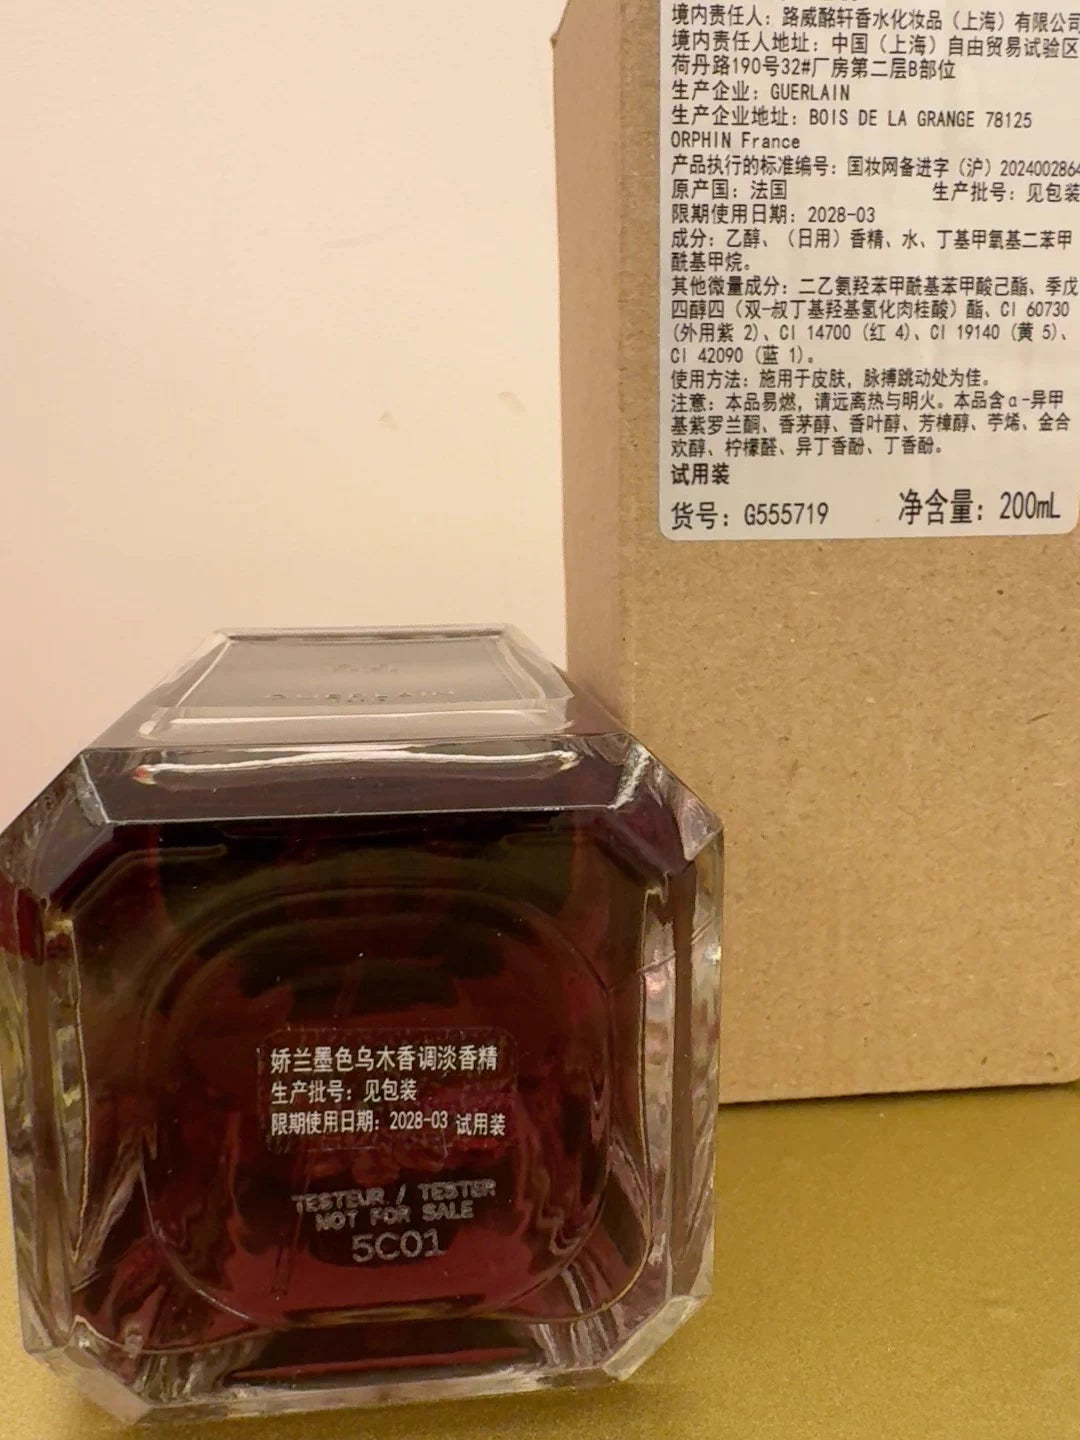 境内责任人：路威酩轩香水化妆品（上海）有限公司
境内责任人地址：中国（上海）自由贸易试验区
荷丹路190号32#厂房第二层B部位
生产企业：GUERLAIN
生产企业地址：BOIS DE LA GRANGE 78125
ORPHIN France
产品执行的标准编号：国妆网备进字（沪）2024002864
原产国：法国 生产批号：见包装
限期使用日期：2028-03
成分：乙醇、（日用）香精、水、丁基甲氧基二苯甲
酰基甲烷。
其他微量成分：二乙氨羟苯甲酰基苯甲酸己酯、季戊
四醇四（双-叔丁基羟基氢化肉桂酸）酯、CI 60730
（外用紫 2）、CI 14700（红 4）、CI 19140（黄 5）、
CI 42090（蓝 1）。
使用方法：施用于皮肤，脉搏跳动处为佳。
注意：本品易燃，请远离热与明火。本品含α-异甲
基紫罗兰酮、香茅醇、香叶醇、芳樟醇、苧烯、金合
欢醇、柠檬醛、异丁香酚、丁香酚。
试用装
货号：G555719 净含量：200mL
GUERLAIN
娇兰墨色乌木香调淡香精
生产批号：见包装
限期使用日期：2028-03 试用装
TESTEUR / TESTER
NOT FOR SALE
5C01